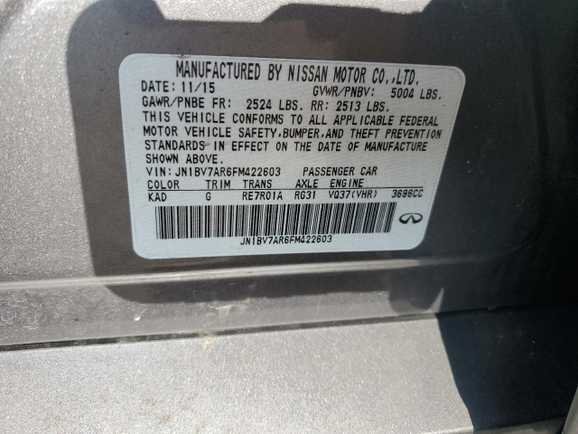 MANUFACTURED BY NISSAN MOTOR CO.,LTD.
DATE: 11/15 GVWR/PNBV: 5004 LBS.
GAWR/PNBE FR: 2524 LBS. RR: 2513 LBS.
THIS VEHICLE CONFORMS TO ALL APPLICABLE FEDERAL
MOTOR VEHICLE SAFETY,BUMPER,AND THEFT PREVENTION
STANDARDS IN EFFECT ON THE DATE OF MANUFACTURE
SHOWN ABOVE.
VIN: JN1BV7AR6FM422603 PASSENGER CAR
COLOR TRIM TRANS AXLE ENGINE
KAD G RE7R01A RG31 VQ37(VHR) 3696CC
JN1BV7AR6FM422603